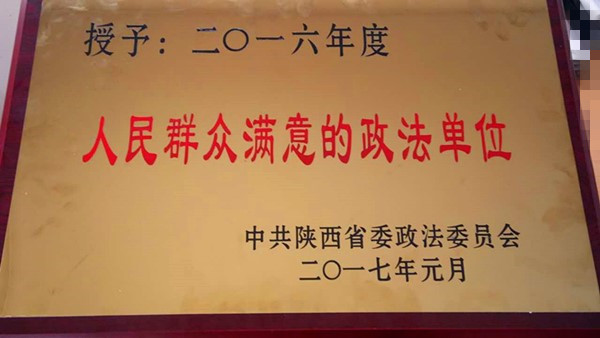 授予：二〇一六年度
人民群众满意的政法单位
中共陕西省委政法委员会
二〇一七年元月